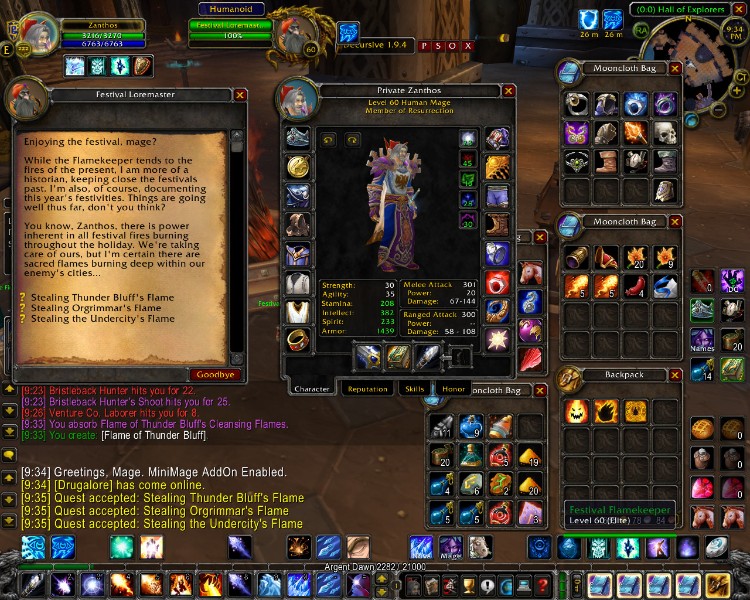 Humanoid
(0:0) Hall of Explorers
Zanthos
3216/3270
6763/6763
Festival Loremast...
100%
60
Decursive 1.9.4
P S O X
26 m 26 m
9:34
PM
Festival Loremaster
Enjoying the festival, mage?
While the Flamekeeper tends to the
fires of the present, I am more of a
historian, keeping close the festivals
past. I'm also, of course, documenting
this year's festivities. Things are going
well thus far, don't you think?
You know, Zanthos, there is power
inherent in all festival fires burning
throughout the holiday. We're taking
care of ours, but I'm certain there are
sacred flames burning deep within our
enemy's cities...
? Stealing Thunder Bluff's Flame
? Stealing Orgrimmar's Flame
? Stealing the Undercity's Flame
Goodbye
Private Zanthos
Level 60 Human Mage
Member of Resurrection
Strength: 30
Agility: 35
Stamina: 208
Intellect: 382
Spirit: 233
Armor: 1439
Melee Attack 301
Power: 20
Damage: 67-144
Ranged Attack 300
Power: --
Damage: 58 - 108
Character
Reputation
Skills
Honor
Mooncloth Bag
Mooncloth Bag
Backpack
ooncloth Bag
Names
Festival Flamekeeper
Level 60 (Elite)
[9:23] Bristleback Hunter hits you for 22.
[9:23] Bristleback Hunter's Shoot hits you for 25.
[9:26] Venture Co. Laborer hits you for 8.
[9:33] You absorb Flame of Thunder Bluff's Cleansing Flames.
[9:33] You create: [Flame of Thunder Bluff].
[9:34] Greetings, Mage. MiniMage AddOn Enabled.
[9:34] [Drugalore] has come online.
[9:35] Quest accepted: Stealing Thunder Bluff's Flame
[9:35] Quest accepted: Stealing Orgrimmar's Flame
[9:35] Quest accepted: Stealing the Undercity's Flame
Argent Dawn 2282 / 21000